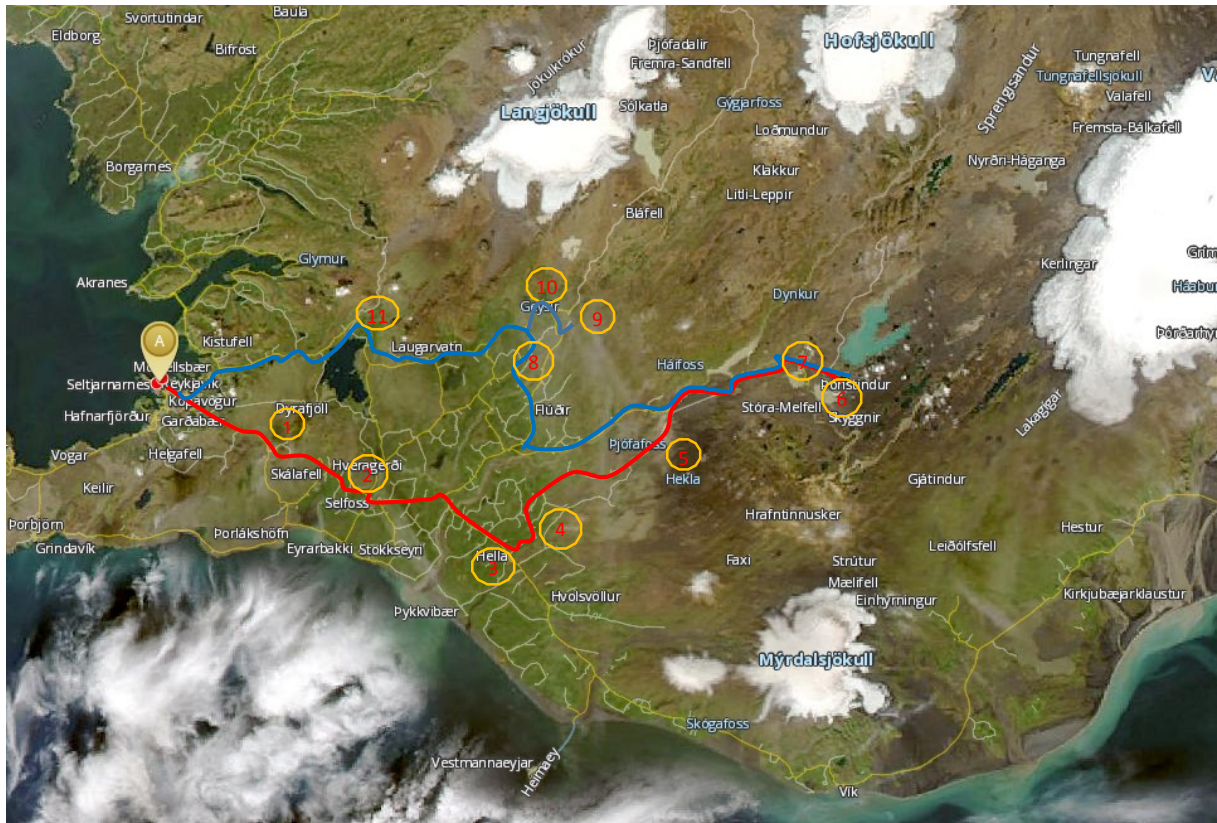 Svörtutindar
Baula
Eldborg
Bifröst
Þjófadalir
Fremra-Sandfell
Hofsjökull
Jökulkrókur
Tungnafell
Tungnafellsjökull
Valafell
Sprengisandur
Langjökull
Sólkatla
Gýgjarfoss
Loðmundur
Fremsta-Bálkafell
Borgarnes
Klakkur
Nyrðri-Háganga
Litli-Leppir
Bláfell
Glymur
Kerlingar
Akranes
Dynkur
10
Geysir
9
11
Kistufell
A
Laugarvatn
Þórðarhyr
Mosfellsbær
Seltjarnarnes
Reykjavík
Kópavogur
8
Háifoss
7
Þóristindur
6
Hafnarfjörður
Garðabær
Dyrafjöll
Flúðir
Stóra-Melfell
Skyggnir
Lakagígar
1
Vogar
Helgafell
Þjófafoss
5
Keilir
Skálafell
Hveragerði
2
Hekla
Gjátindur
Selfoss
Þorbjörn
Grindavík
Þorlákshöfn
Eyrarbakki
Stokkseyri
Hrafntinnusker
Hestur
4
Leiðólfsfell
Hella
3
Faxi
Strútur
Mælifell
Einhyrningur
Hvolsvöllur
Kirkjubæjarklaustur
Þykkvibær
Mýrdalsjökull
Skógafoss
Vestmannaeyjar
Heimaey
Vík